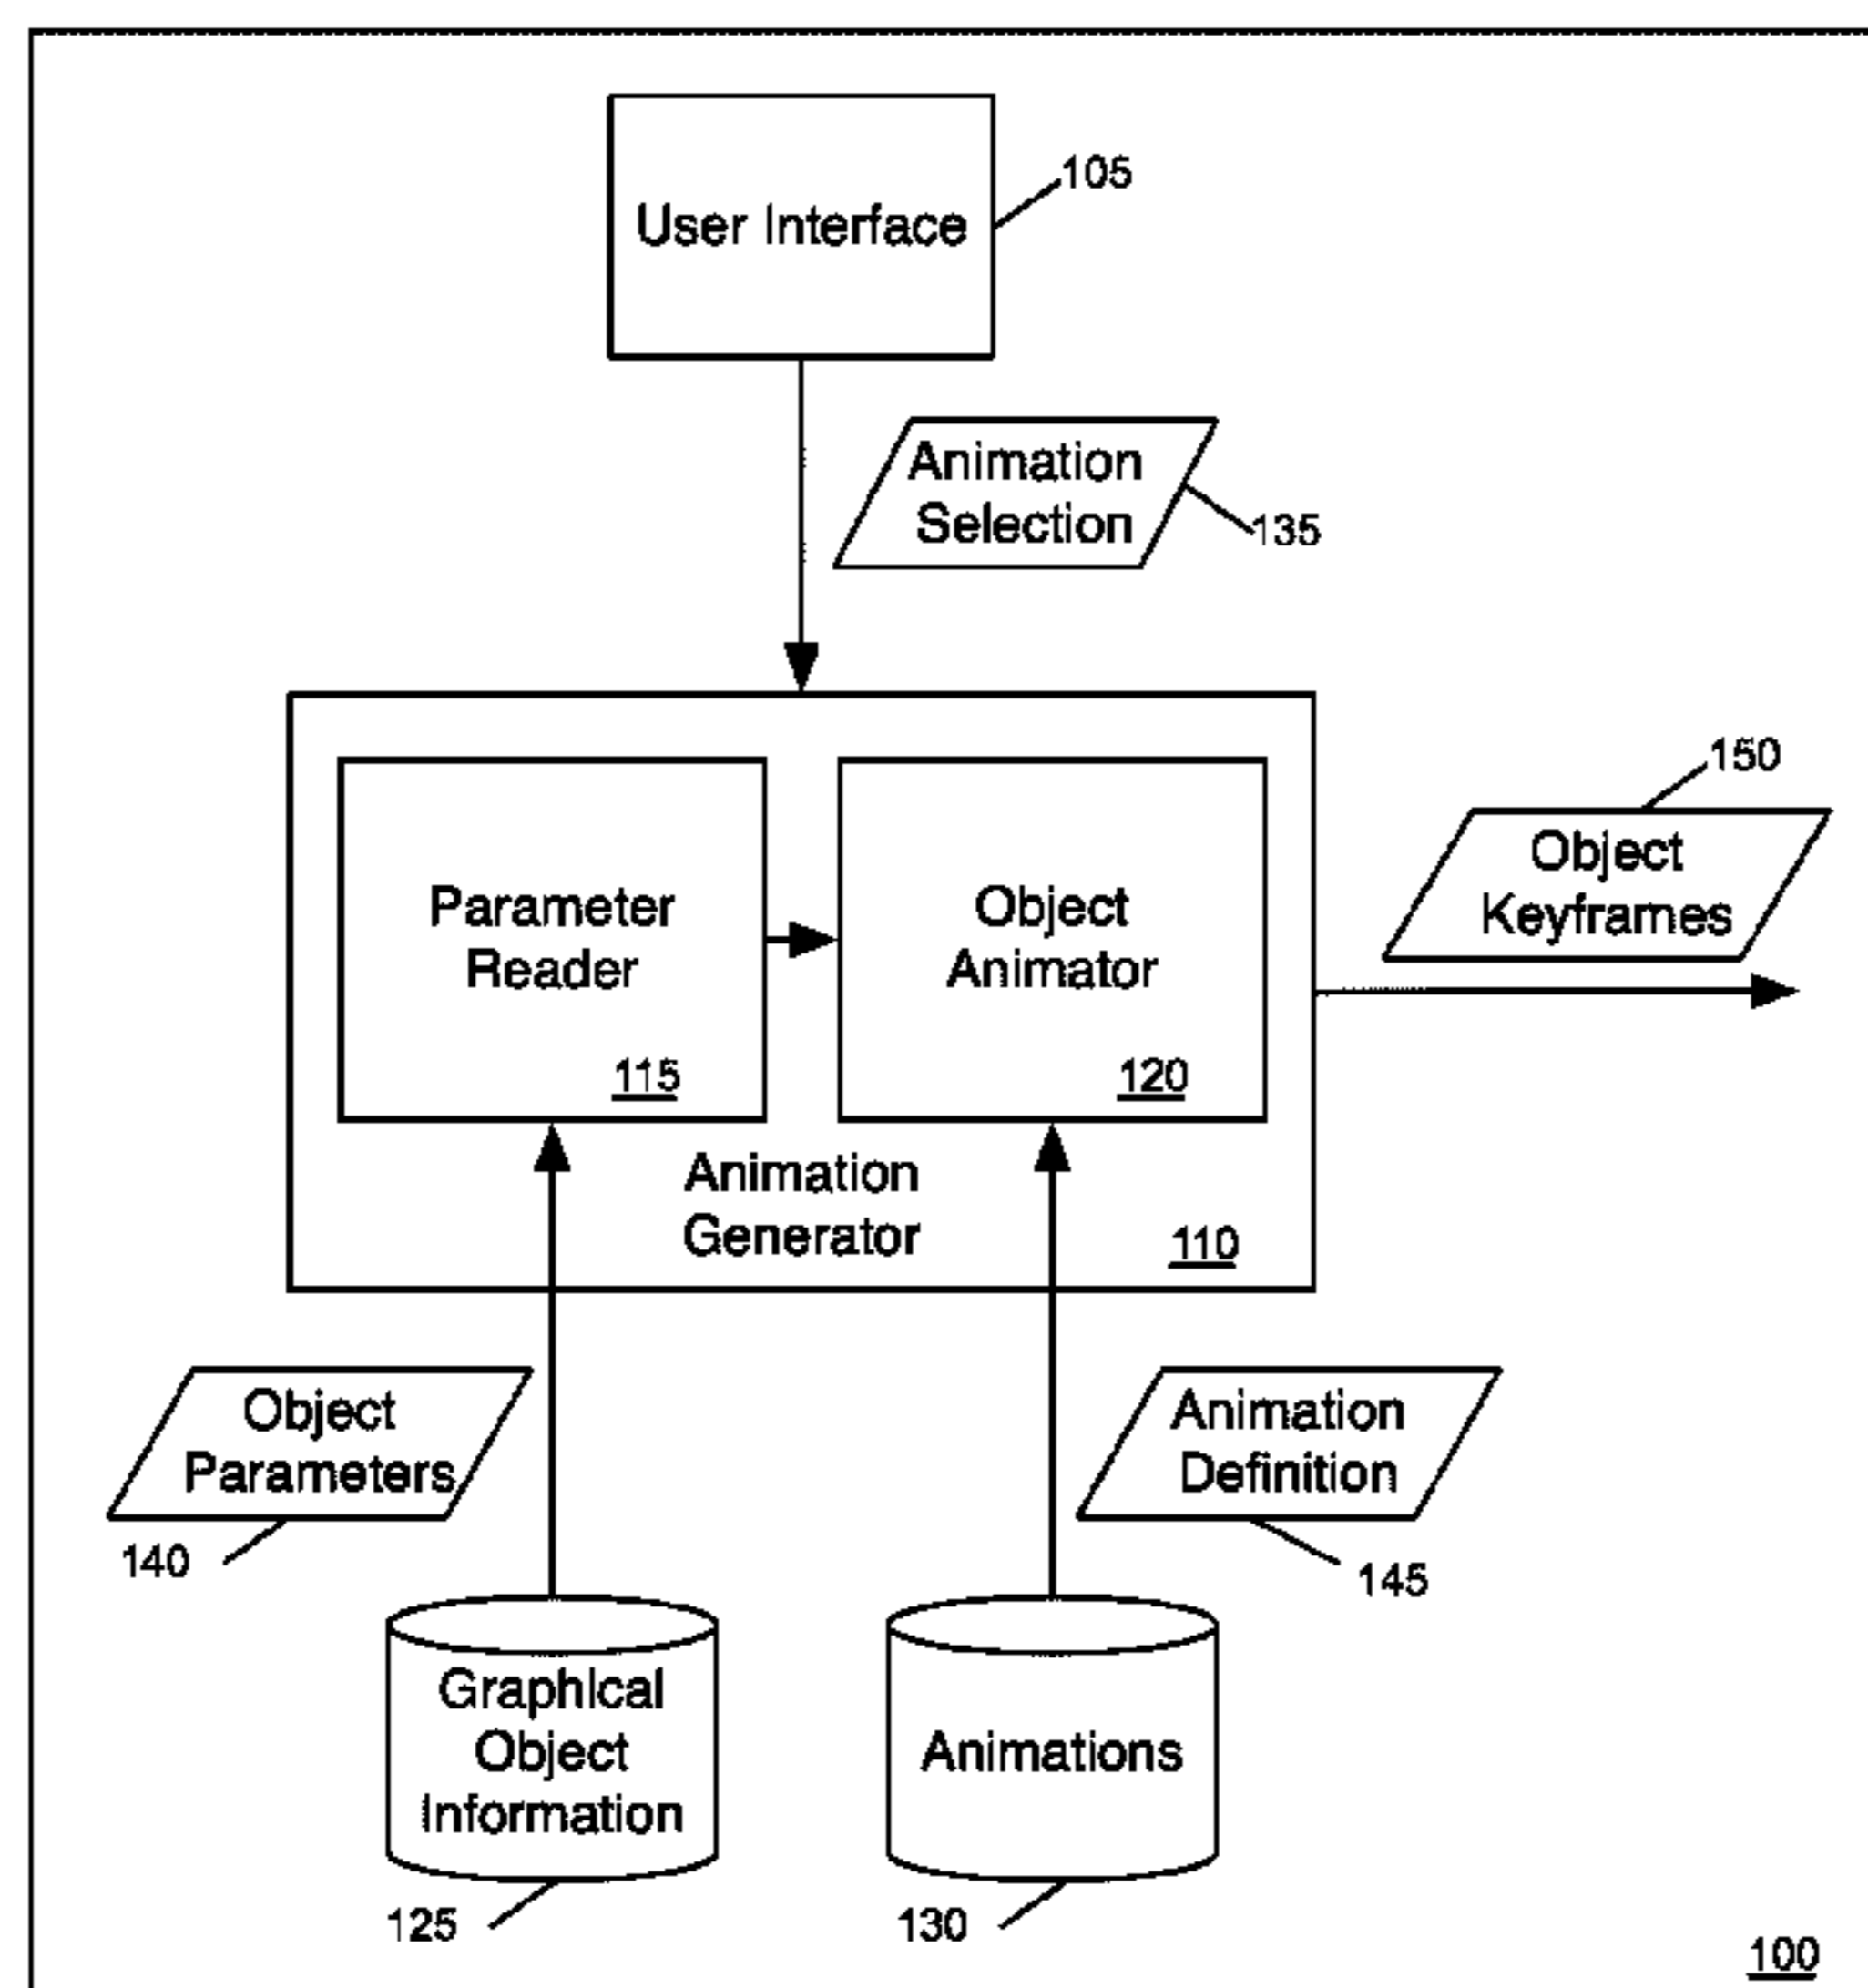 User Interface
105
Animation
Selection
135
150
Object
Keyframes
Parameter
Reader
115
Object
Animator
120
Animation
Generator
110
Object
Parameters
140
Animation
Definition
145
Graphical
Object
Information
125
Animations
130
100